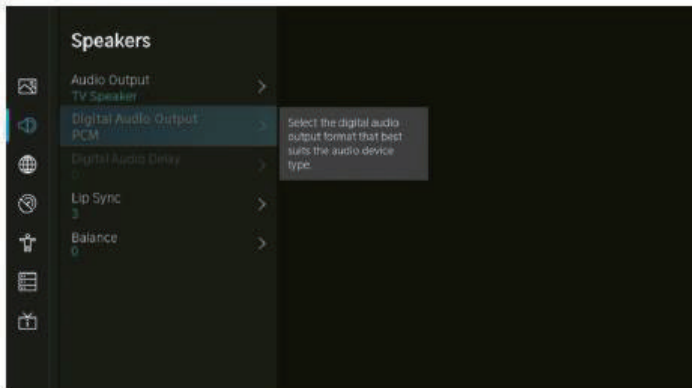 Speakers
Audio Output
TV Speaker
Digital Audio Output
PCM
Select the digital audio
output format that best
suits the audio device
type.
Digital Audio Delay
0
Lip Sync
3
Balance
0